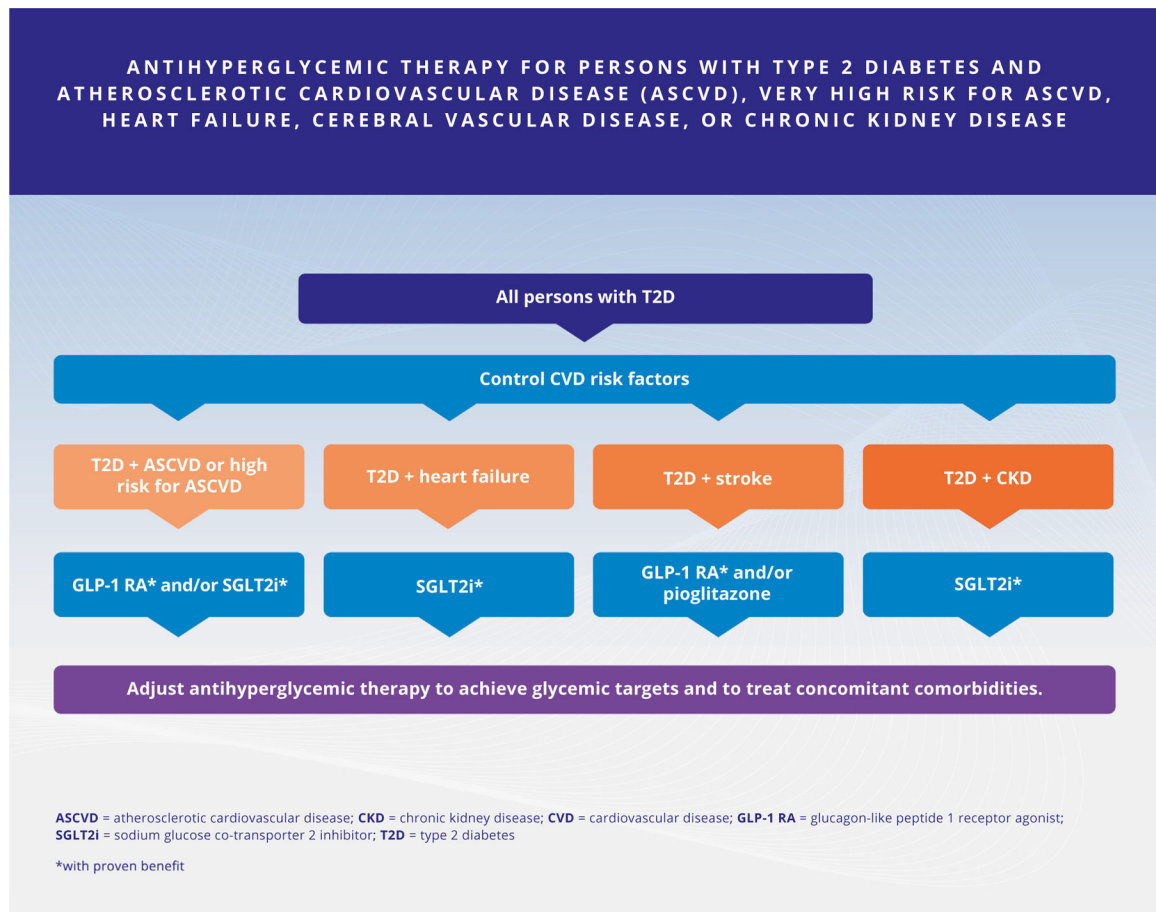 ANTIHYPERGLYCEMIC THERAPY FOR PERSONS WITH TYPE 2 DIABETES AND
ATHEROSCLEROTIC CARDIOVASCULAR DISEASE (ASCVD), VERY HIGH RISK FOR ASCVD,
HEART FAILURE, CEREBRAL VASCULAR DISEASE, OR CHRONIC KIDNEY DISEASE
All persons with T2D
Control CVD risk factors
T2D + ASCVD or high
risk for ASCVD
T2D + heart failure
T2D + stroke
T2D + CKD
GLP-1 RA* and/or SGLT2i*
SGLT2i*
GLP-1 RA* and/or
pioglitazone
SGLT2i*
Adjust antihyperglycemic therapy to achieve glycemic targets and to treat concomitant comorbidities.
ASCVD = atherosclerotic cardiovascular disease; CKD = chronic kidney disease; CVD = cardiovascular disease; GLP-1 RA = glucagon-like peptide 1 receptor agonist;
SGLT2i = sodium glucose co-transporter 2 inhibitor; T2D = type 2 diabetes
*with proven benefit